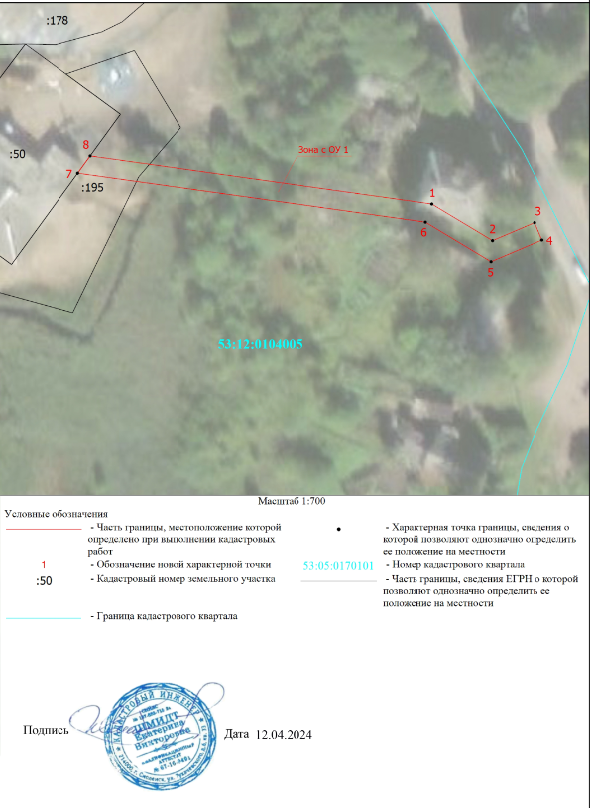 :178
8
:50
7
:195
Зона с ОУ 1
1
2
3
4
5
6
53:12:0104005
Масштаб 1:700
Условные обозначения
- Часть границы, местоположение которой
определено при выполнении кадастровых
работ
1 - Обозначение новой характерной точки
:50 - Кадастровый номер земельного участка
- Граница кадастрового квартала
- Характерная точка границы, сведения о
которой позволяют однозначно определить
ее положение на местности
53:05:0170101 - Номер кадастрового квартала
- Часть границы, сведения ЕГРН о которой
позволяют однозначно определить ее
положение на местности
Подпись
КАДАСТРОВЫЙ ИНЖЕНЕР
ШМИДТ
Екатерина
Викторовна
Дата 12.04.2024